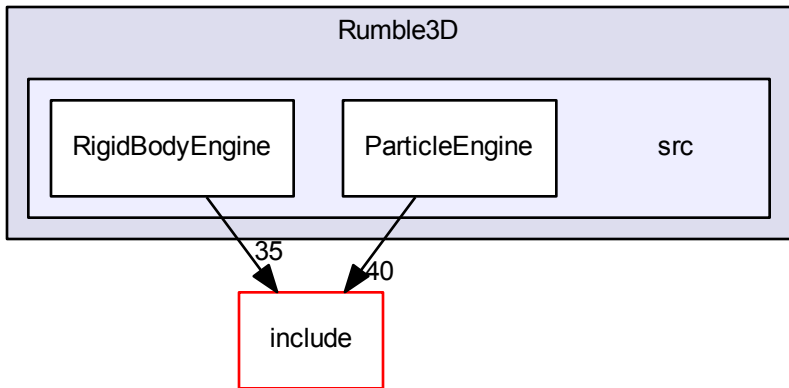 Rumble3D
RigidBodyEngine
ParticleEngine
src
35
40
include